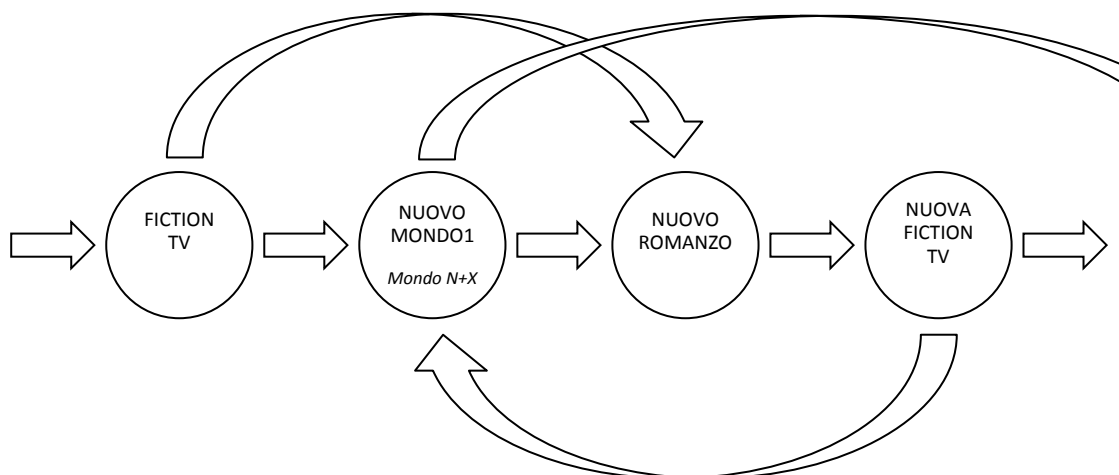 FICTION
TV
NUOVO
MONDO1
Mondo N+X
NUOVO
ROMANZO
NUOVA
FICTION
TV